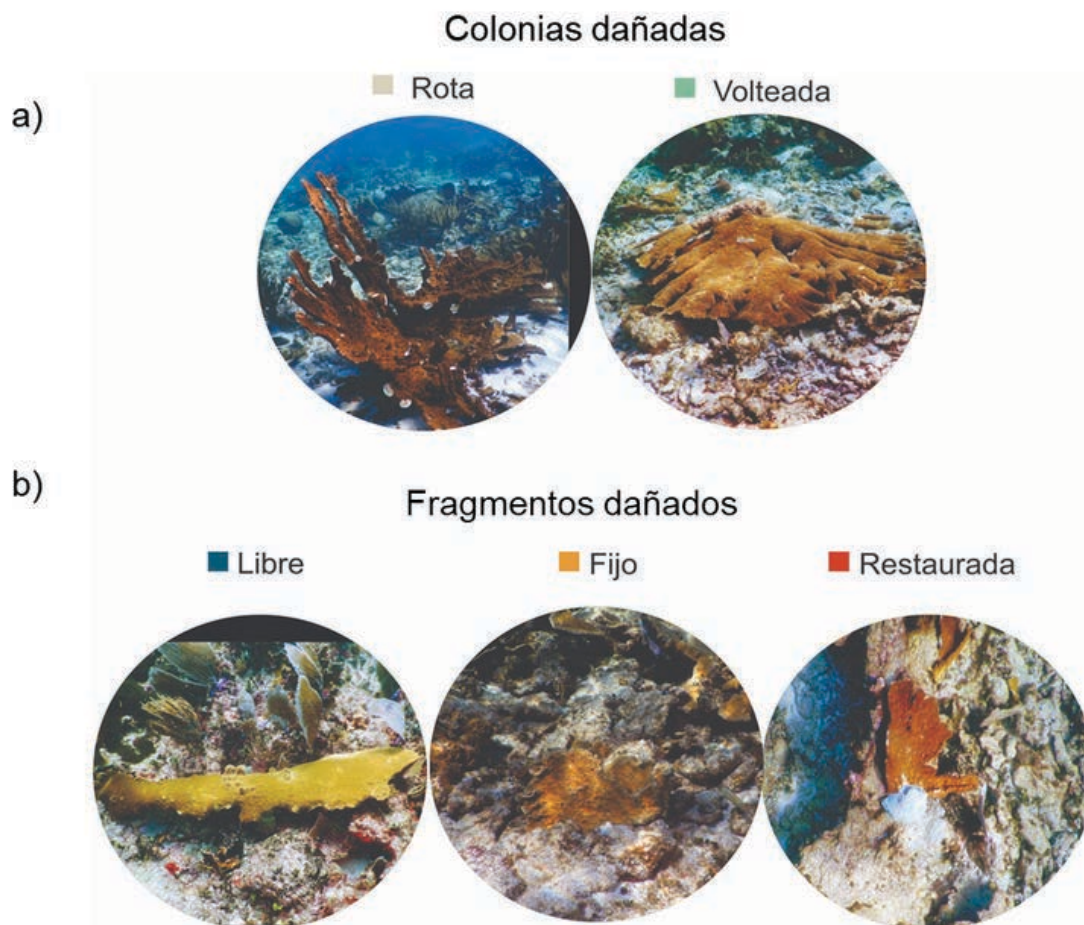 Colonias dañadas
Rota Volteada
a)
b)
Fragmentos dañados
Libre Fijo Restaurada